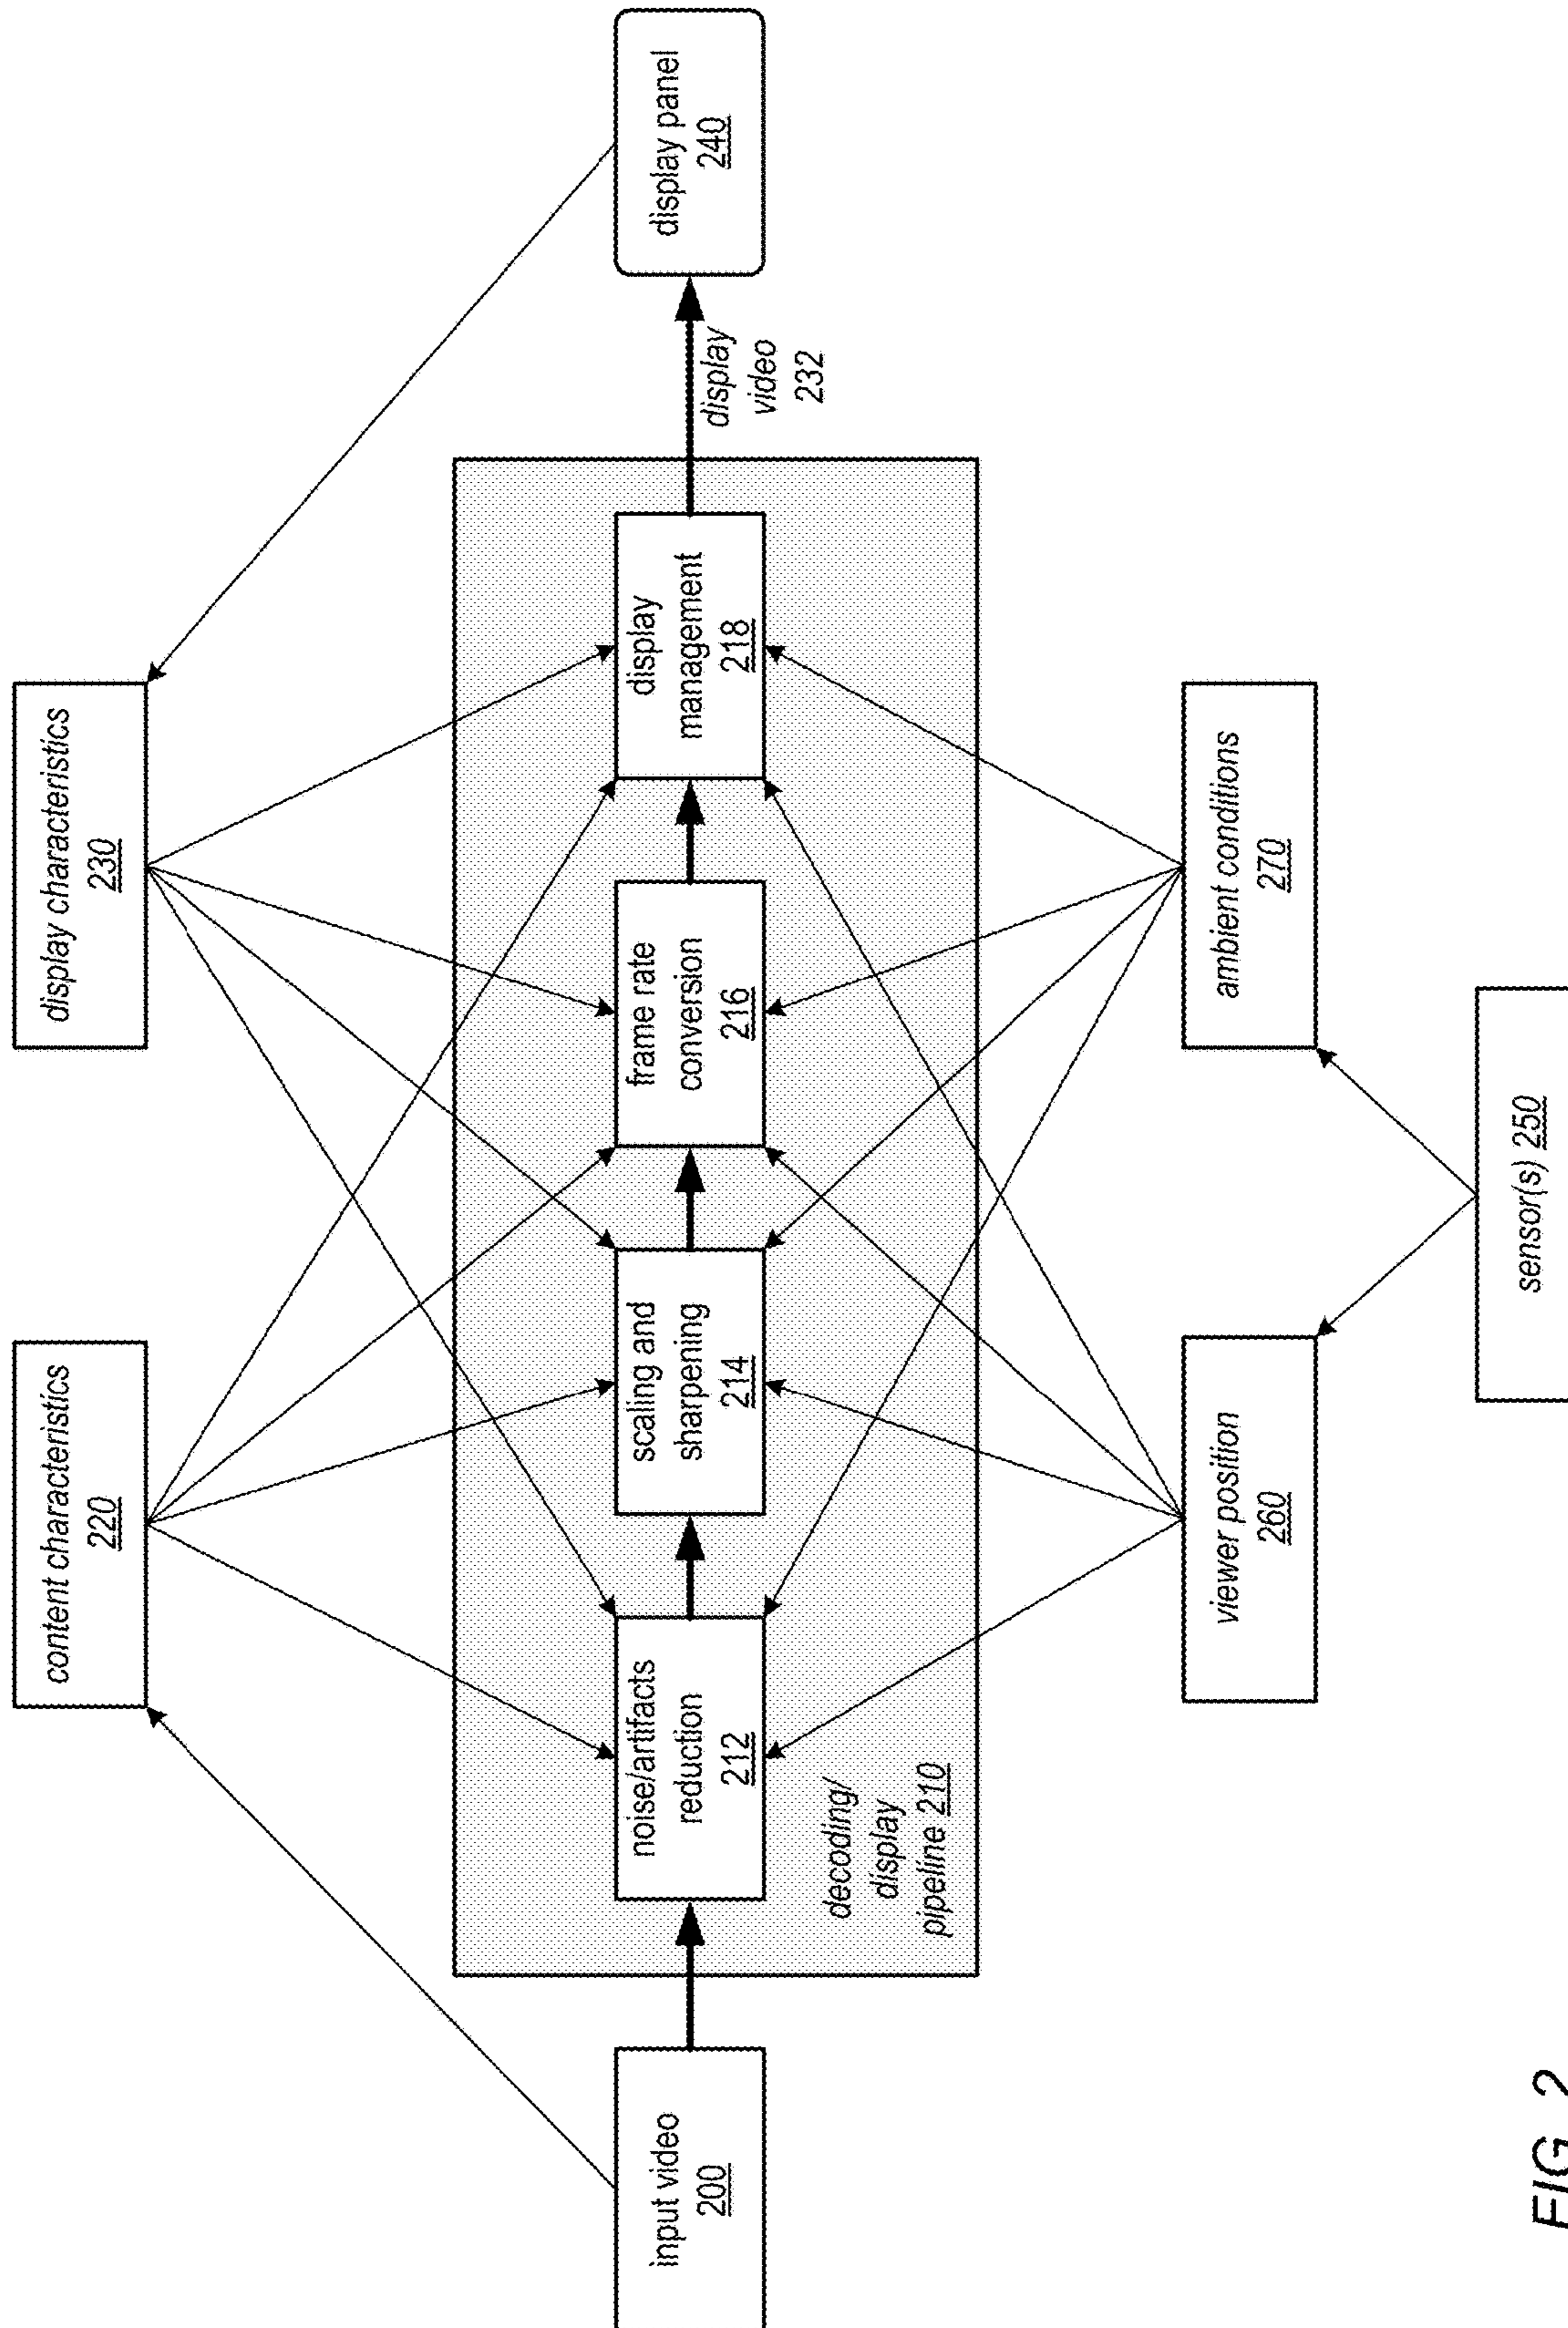 content characteristics
220
display characteristics
230
input video
200
noise/artifacts
reduction
212
scaling and
sharpening
214
frame rate
conversion
216
display
management
218
display
video
232
display panel
240
decoding/
display
pipeline 210
viewer position
260
ambient conditions
270
sensor(s) 250
FIG. 2